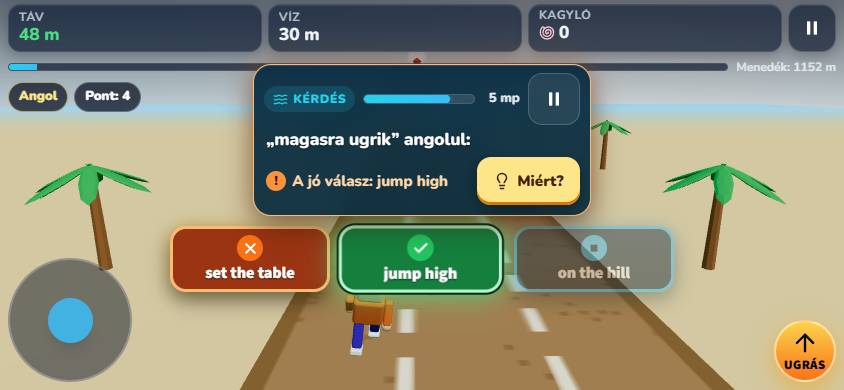 TÁV
48 m
VÍZ
30 m
KAGYLÓ
0
Menedék: 1152 m
Angol
Pont: 4
KÉRDÉS
5 mp
„magasra ugrik” angolul:
! A jó válasz: jump high
Miért?
set the table
jump high
on the hill
UGRÁS